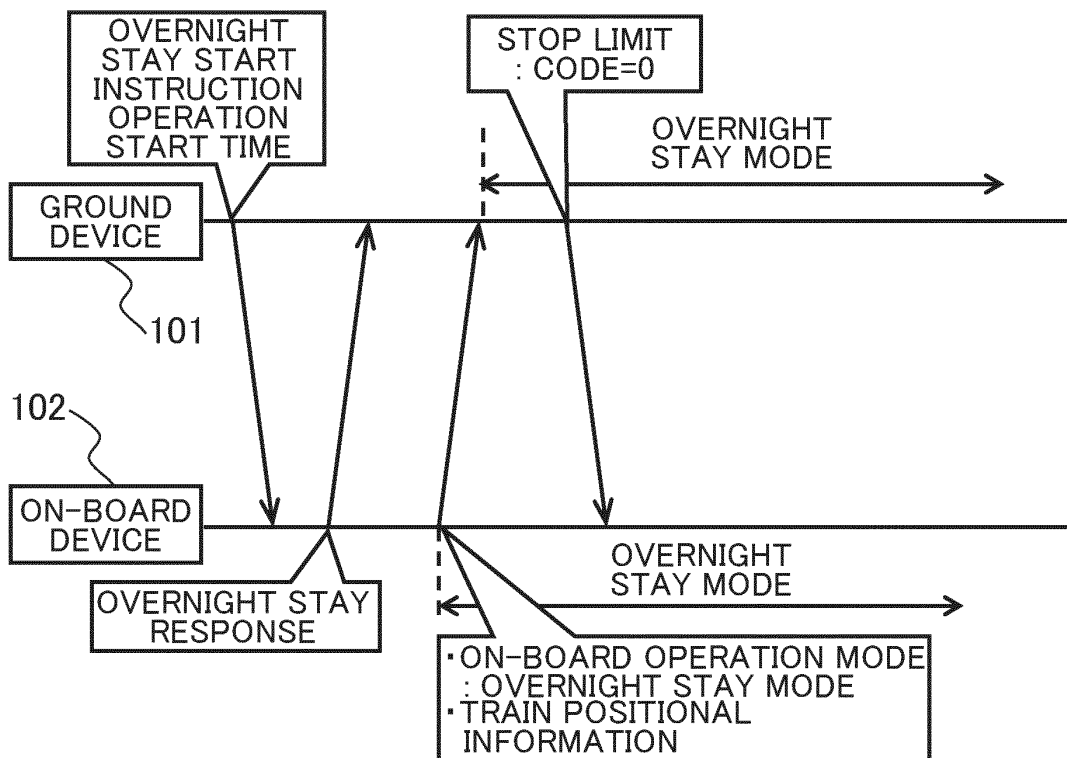 OVERNIGHT
STAY START
INSTRUCTION
OPERATION
START TIME
STOP LIMIT
: CODE=0
OVERNIGHT
STAY MODE
GROUND
DEVICE
101
102
ON-BOARD
DEVICE
OVERNIGHT STAY
RESPONSE
OVERNIGHT
STAY MODE
・ON-BOARD OPERATION MODE
: OVERNIGHT STAY MODE
・TRAIN POSITIONAL
INFORMATION